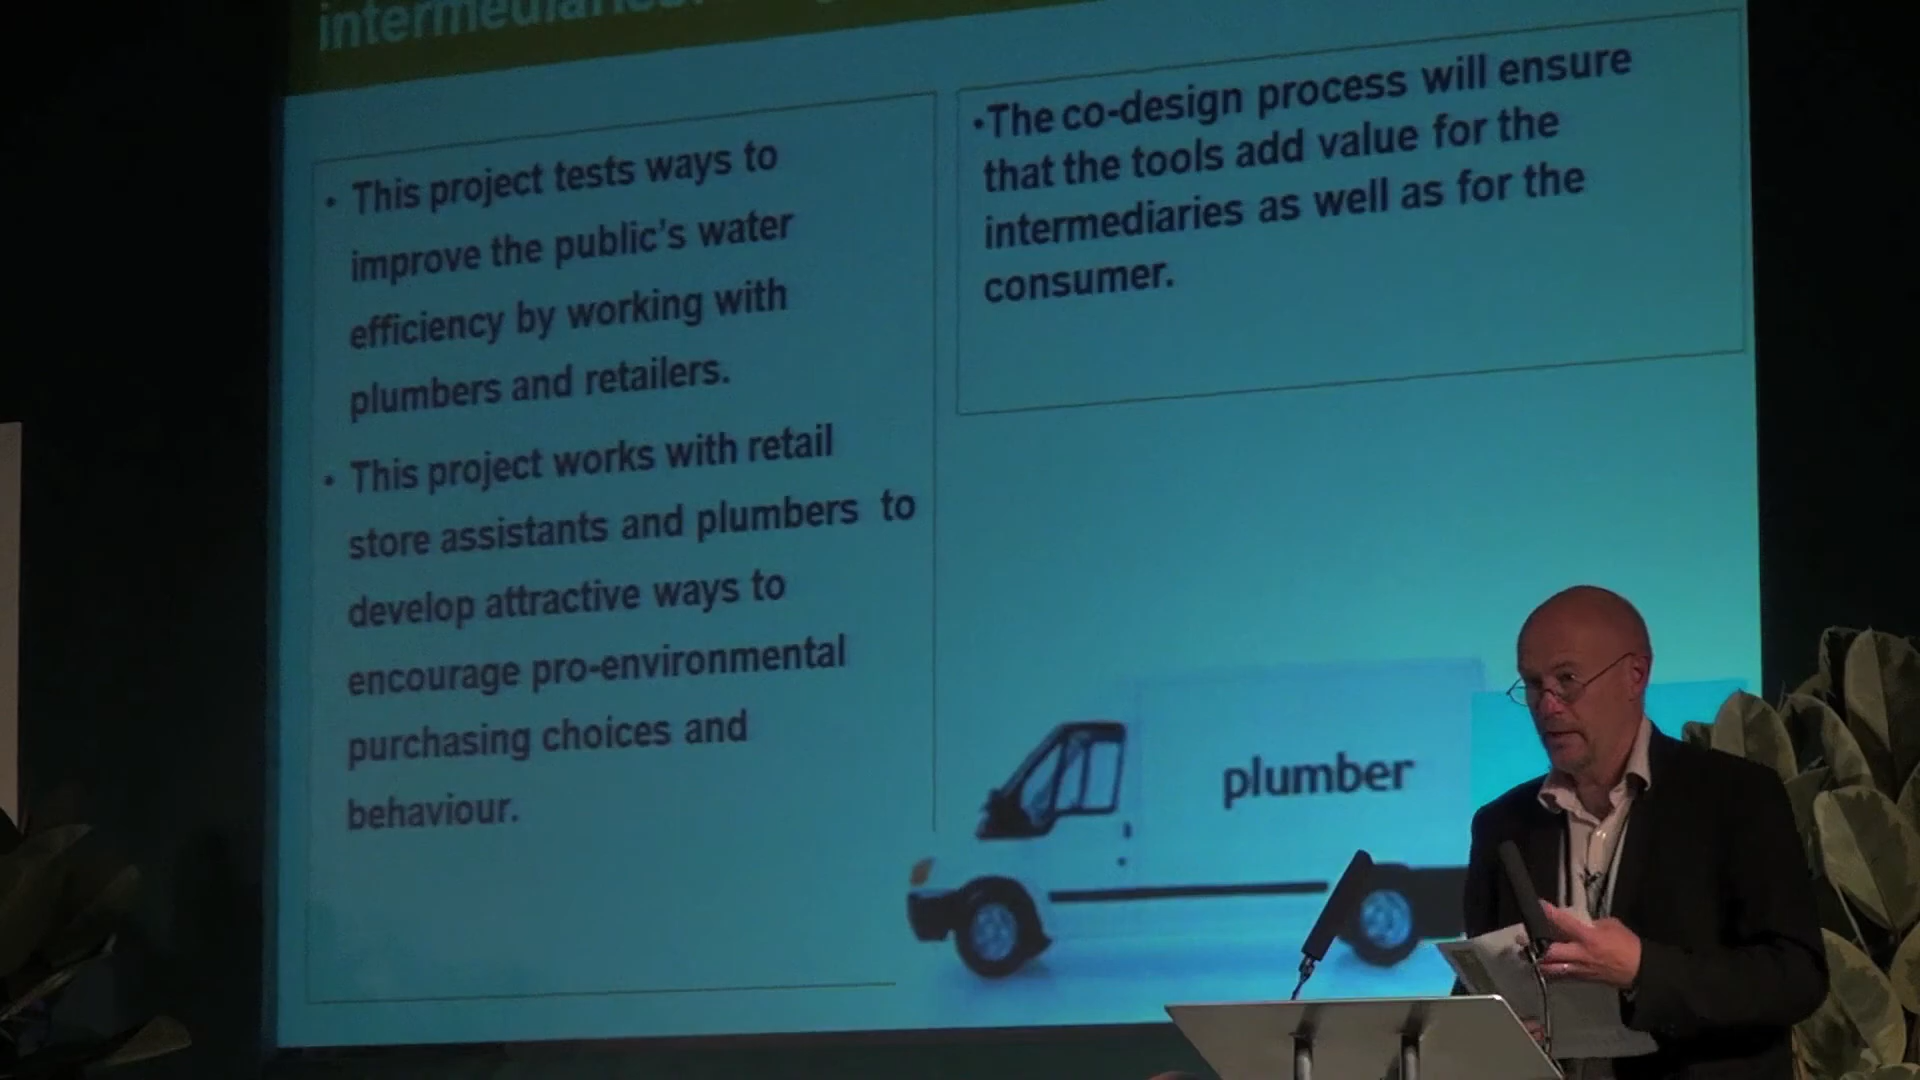 intermediaries.
• This project tests ways to
improve the public's water
efficiency by working with
plumbers and retailers.
• This project works with retail
store assistants and plumbers to
develop attractive ways to
encourage pro-environmental
purchasing choices and
behaviour.
•The co-design process will ensure
that the tools add value for the
intermediaries as well as for the
consumer.
plumber